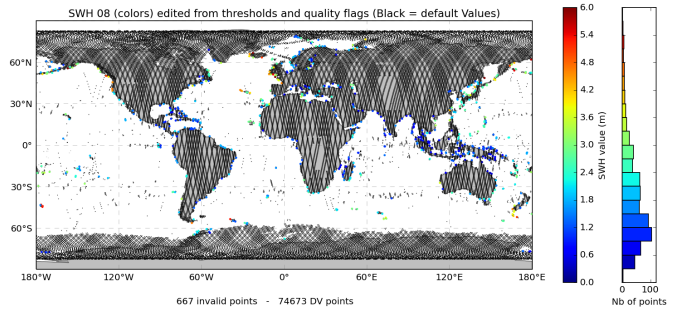 SWH 08 (colors) edited from thresholds and quality flags (Black = default Values)
60°N
30°N
0°
30°S
60°S
180°W
120°W
60°W
0°
60°E
120°E
180°E
667 invalid points - 74673 DV points
6.0
5.4
4.8
4.2
3.6
3.0
2.4
1.8
1.2
0.6
0.0
SWH value (m)
0
100
Nb of points